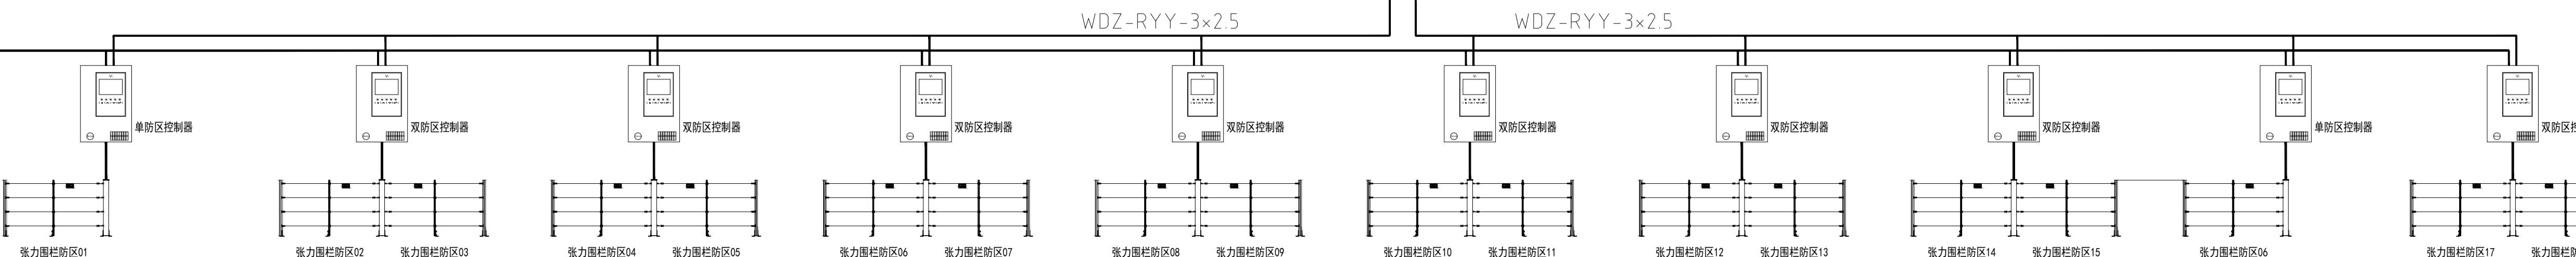 WDZ-RYY-3×2.5
WDZ-RYY-3×2.5
单防区控制器
双防区控制器
双防区控制器
双防区控制器
双防区控制器
双防区控制器
双防区控制器
双防区控制器
单防区控制器
双防区控
张力围栏防区01
张力围栏防区02
张力围栏防区03
张力围栏防区04
张力围栏防区05
张力围栏防区06
张力围栏防区07
张力围栏防区08
张力围栏防区09
张力围栏防区10
张力围栏防区11
张力围栏防区12
张力围栏防区13
张力围栏防区14
张力围栏防区15
张力围栏防区06
张力围栏防区17
张力围栏防